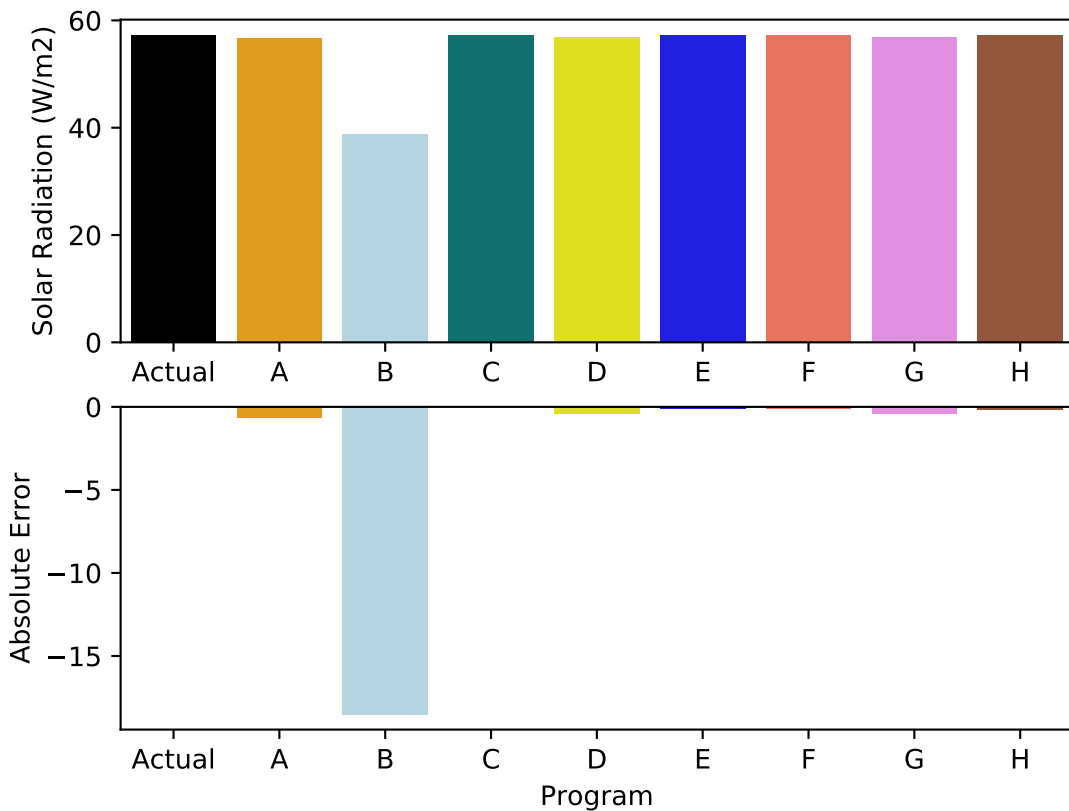 Solar Radiation (W/m2)
60
40
20
0
Actual A B C D E F G H
Absolute Error
0
−5
−10
−15
Actual A B C D E F G H
Program